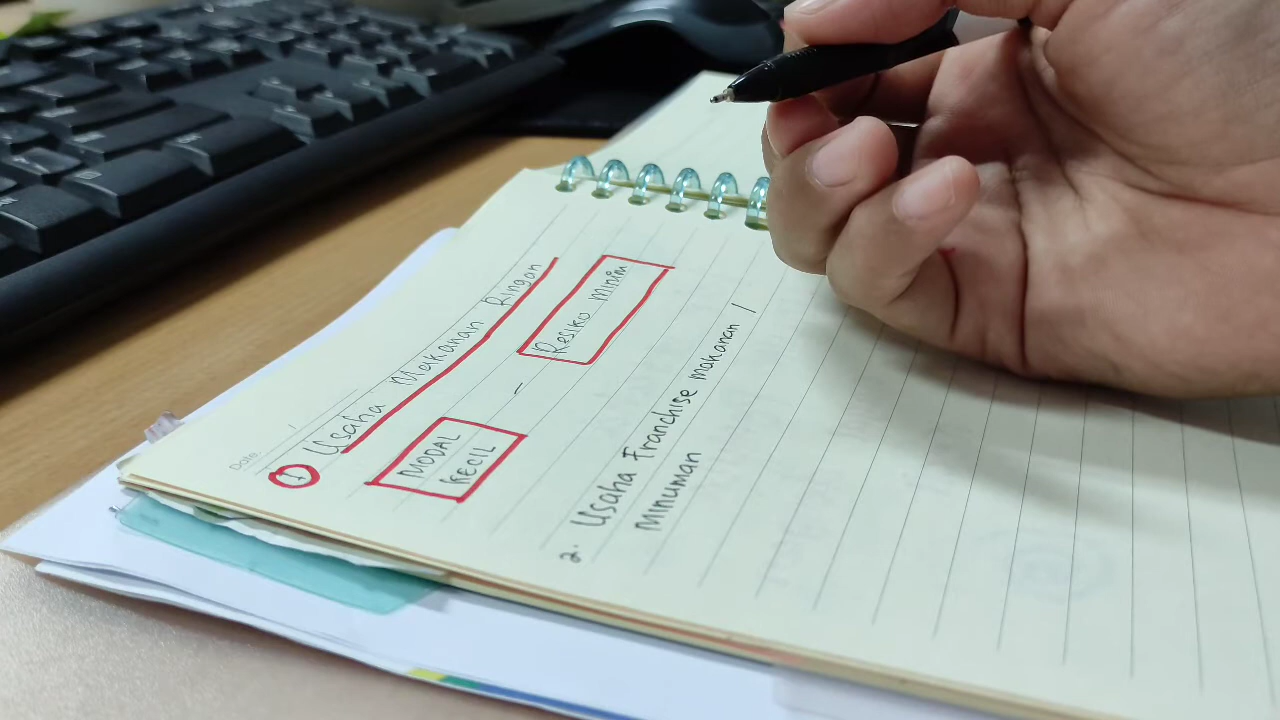 Date.
1 Usaha Makanan Ringan
MODAL - Resiko Minim
KECIL
2. Usaha Franchise makanan /
Minuman